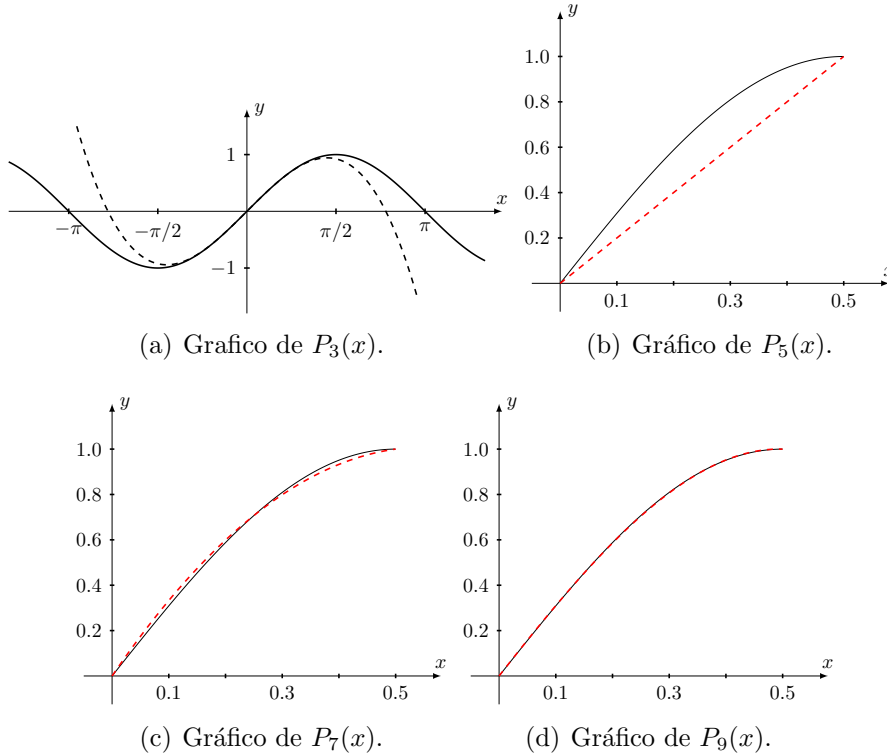 y
1
x
−π
−π/2
π/2
π
−1
(a) Grafico de P₃(x).
y
1.0
0.8
0.6
0.4
0.2
x
0.1 0.3 0.5
(b) Gráfico de P₅(x).
y
1.0
0.8
0.6
0.4
0.2
x
0.1 0.3 0.5
(c) Gráfico de P₇(x).
y
1.0
0.8
0.6
0.4
0.2
x
0.1 0.3 0.5
(d) Gráfico de P₉(x).